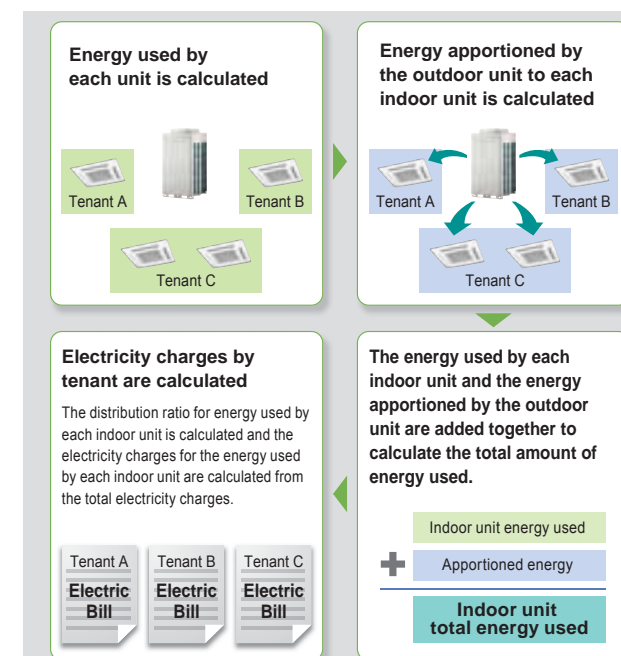 Energy used by
each unit is calculated
Tenant A
Tenant B
Tenant C
Energy apportioned by
the outdoor unit to each
indoor unit is calculated
Tenant A
Tenant B
Tenant C
The energy used by each
indoor unit and the energy
apportioned by the outdoor
unit are added together to
calculate the total amount of
energy used.
Indoor unit energy used
+ Apportioned energy
Indoor unit
total energy used
Electricity charges by
tenant are calculated
The distribution ratio for energy used by
each indoor unit is calculated and the
electricity charges for the energy used
by each indoor unit are calculated from
the total electricity charges.
Tenant A
Electric
Bill
Tenant B
Electric
Bill
Tenant C
Electric
Bill